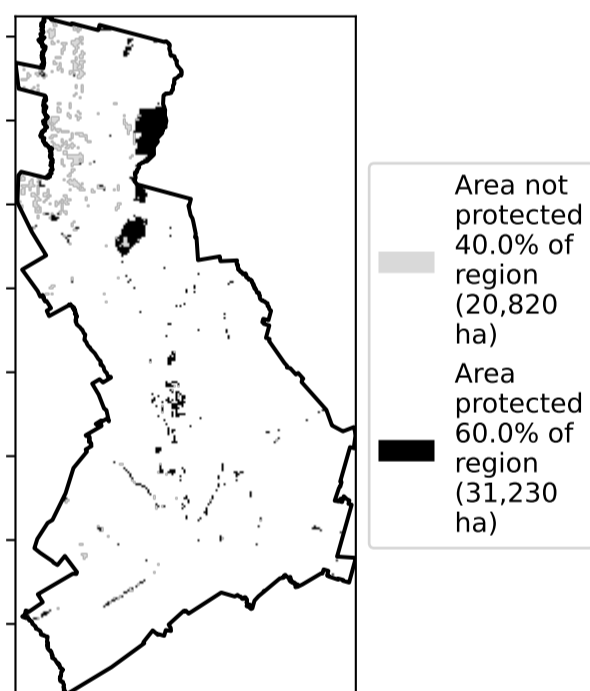 Area not
protected
40.0% of
region
(20,820
ha)
Area
protected
60.0% of
region
(31,230
ha)